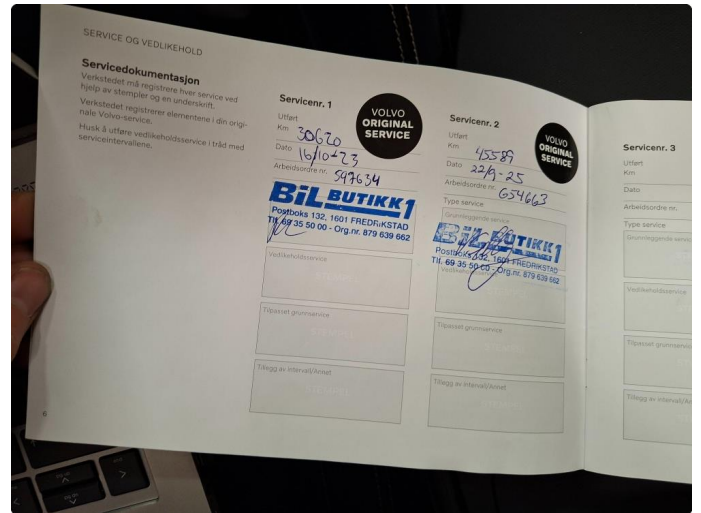 SERVICE OG VEDLIKEHOLD
Servicedokumentasjon
Verkstedet må registrere hver service ved
hjelp av stempler og en underskrift.
Verkstedet registrerer elementene i din origi-
nale Volvo-service.
Husk å utføre vedlikeholdsservice i tråd med
serviceintervallene.
6
Servicenr. 1
VOLVO
ORIGINAL
SERVICE
Utført
Km 30620
Dato 16/10-23
Arbeidsordre nr. 597634
BiL BUTIKK1
Postboks 132, 1601 FREDRIKSTAD
Tlf. 69 35 50 00 - Org.nr. 879 639 662
Vedlikeholdsservice
Tilpasset grunnservice
Tillegg av intervall/Annet
Servicenr. 2
VOLVO
ORIGINAL
SERVICE
Utført
Km 45589
Dato 22/9-25
Arbeidsordre nr. 654663
Type service
Grunnleggende service
BiL BUTIKK1
Postboks 132, 1601 FREDRIKSTAD
Tlf. 69 35 50 00 - Org.nr. 879 639 662
Vedlikeholdsservice
Tilpasset grunnservice
Tillegg av intervall/Annet
Servicenr. 3
Utført
Km
Dato
Arbeidsordre nr.
Type service
Grunnleggende
Vedlikeholdsservice
Tilpasset
Tillegg av